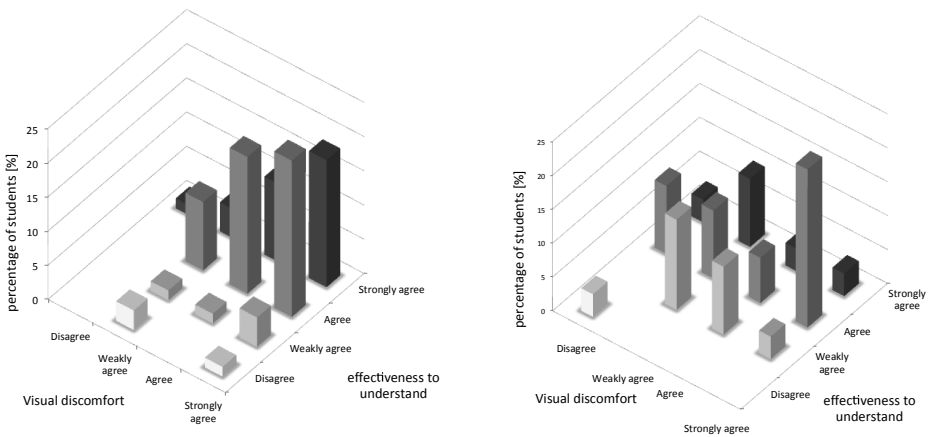 percentage of students [%]
25
20
15
10
5
0
Disagree
Weakly
agree
Agree
Strongly
agree
Visual discomfort
Disagree
Weakly agree
Agree
Strongly agree
effectiveness to
understand
percentage of students [%]
25
20
15
10
5
0
Disagree
Weakly agree
Agree
Strongly agree
Visual discomfort
Disagree
Weakly
agree
Agree
Strongly
agree
effectiveness to
understand